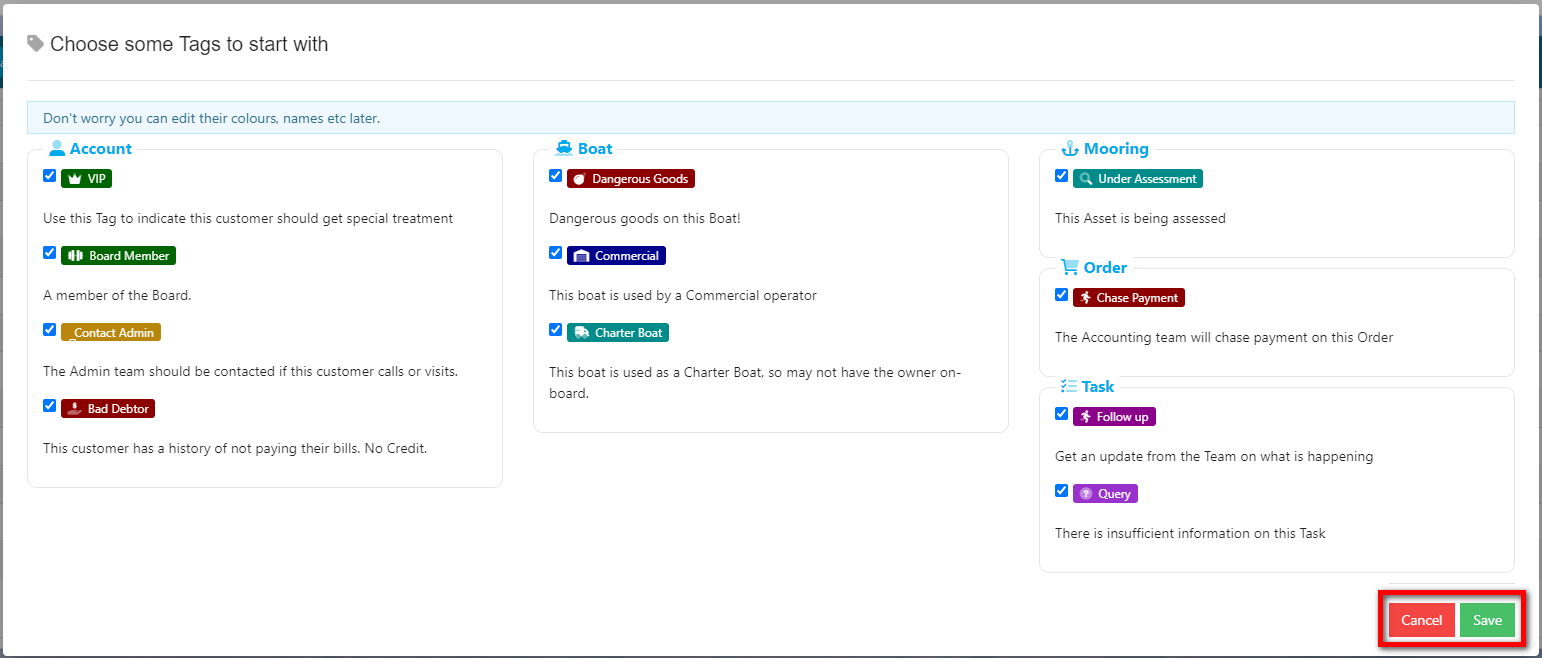 Choose some Tags to start with
Don't worry you can edit their colours, names etc later.
Account
VIP
Use this Tag to indicate this customer should get special treatment
Board Member
A member of the Board.
Contact Admin
The Admin team should be contacted if this customer calls or visits.
Bad Debtor
This customer has a history of not paying their bills. No Credit.
Boat
Dangerous Goods
Dangerous goods on this Boat!
Commercial
This boat is used by a Commercial operator
Charter Boat
This boat is used as a Charter Boat, so may not have the owner on-
board.
Mooring
Under Assessment
This Asset is being assessed
Order
Chase Payment
The Accounting team will chase payment on this Order
Task
Follow up
Get an update from the Team on what is happening
Query
There is insufficient information on this Task
Cancel
Save